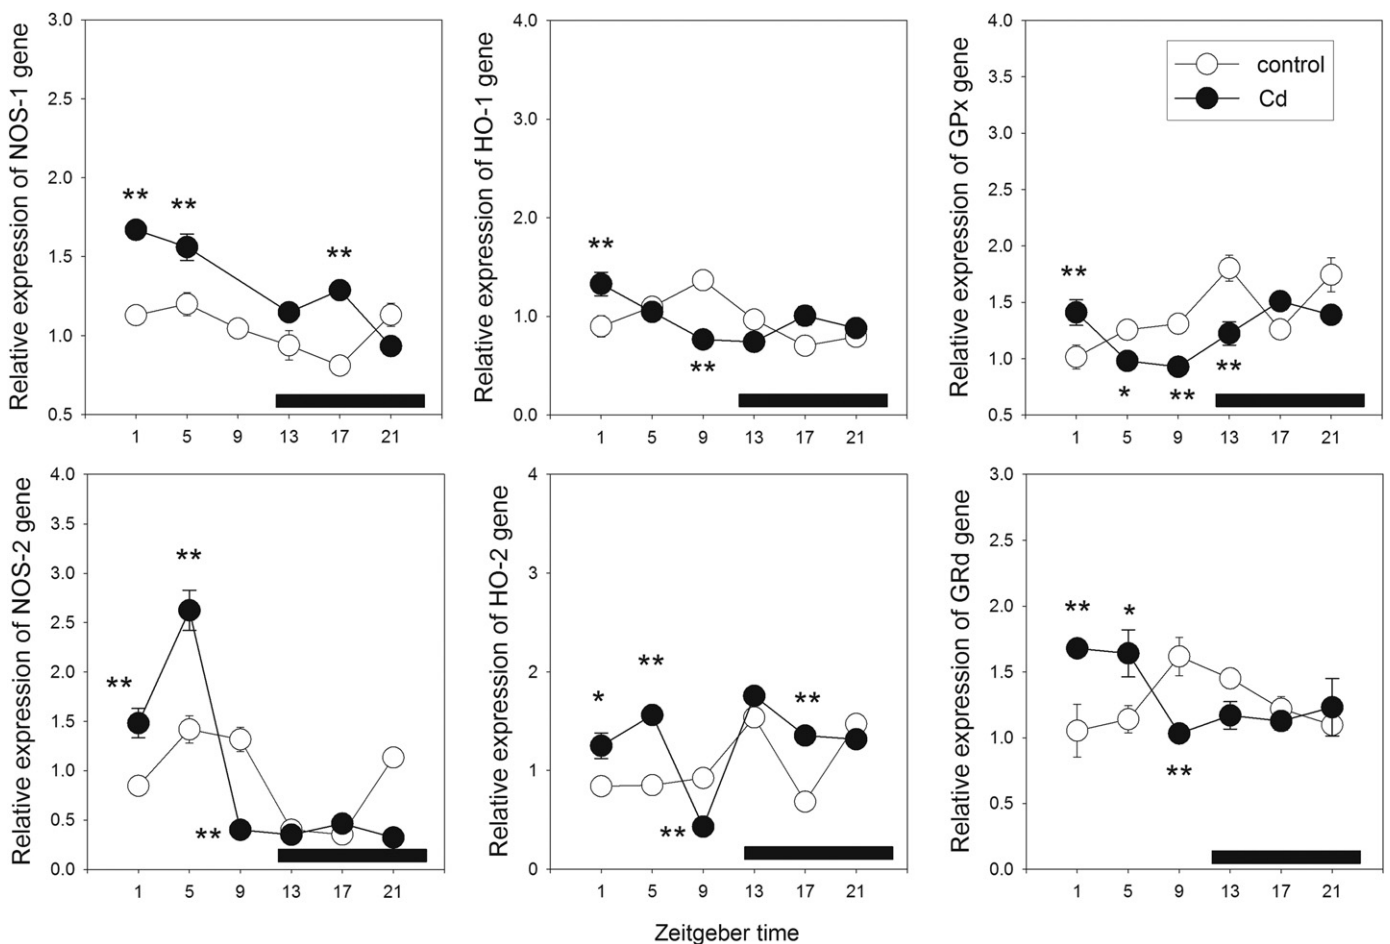 Relative expression of NOS-1 gene
3.0
2.5
2.0
1.5
1.0
0.5
** ** **
1 5 9 13 17 21
Relative expression of HO-1 gene
4.0
3.0
2.0
1.0
0.0
** **
1 5 9 13 17 21
Relative expression of GPx gene
4.0
3.5
3.0
2.5
2.0
1.5
1.0
0.5
control
Cd
** * ** **
1 5 9 13 17 21
Relative expression of NOS-2 gene
4.0
3.5
3.0
2.5
2.0
1.5
1.0
0.5
0.0
** ** **
1 5 9 13 17 21
Relative expression of HO-2 gene
4
3
2
1
0
* ** ** **
1 5 9 13 17 21
Relative expression of GRd gene
3.0
2.5
2.0
1.5
1.0
0.5
0.0
** * **
1 5 9 13 17 21
Zeitgeber time